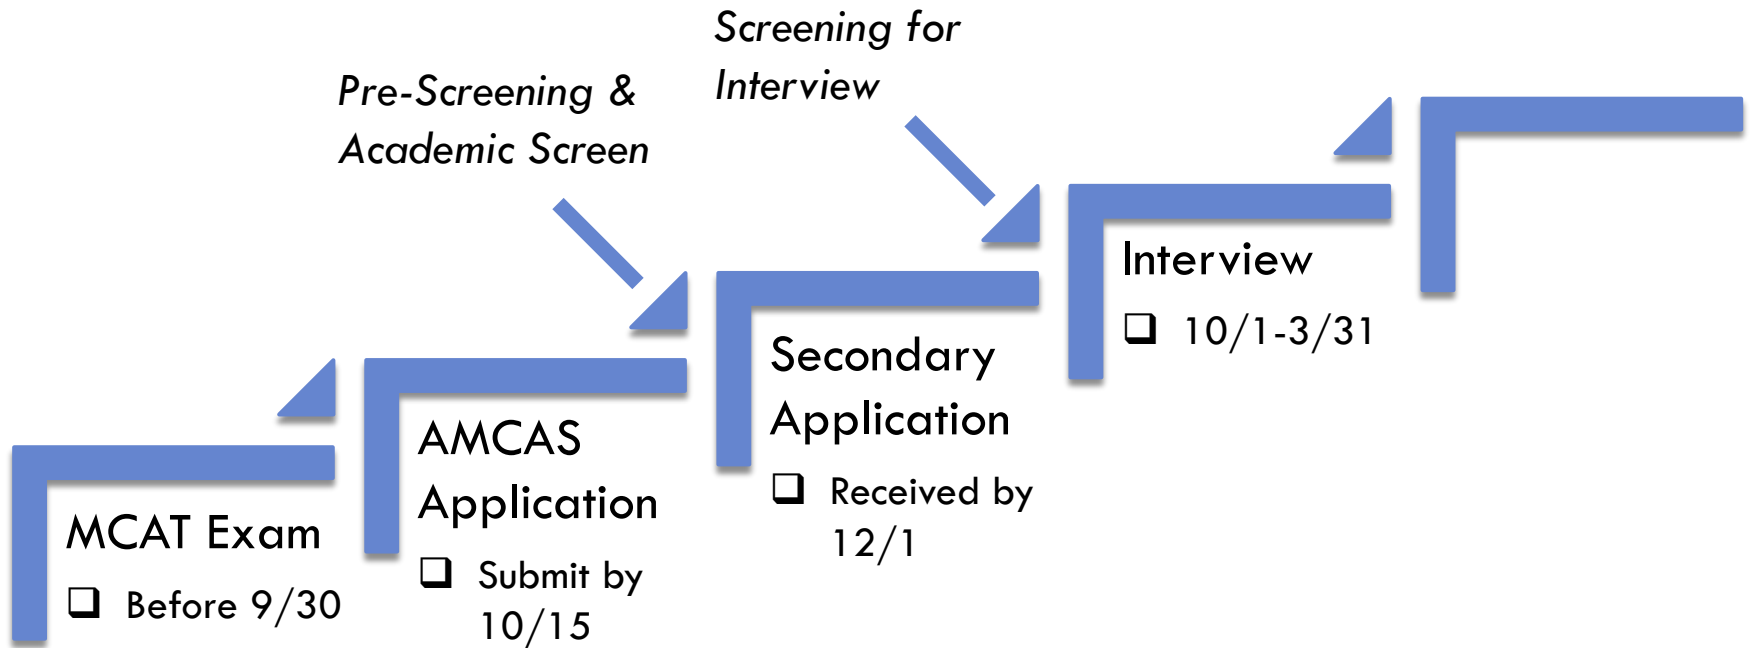 Screening for
Interview
Pre-Screening &
Academic Screen
Interview
❑ 10/1-3/31
Secondary
Application
❑ Received by
12/1
AMCAS
Application
❑ Submit by
10/15
MCAT Exam
❑ Before 9/30